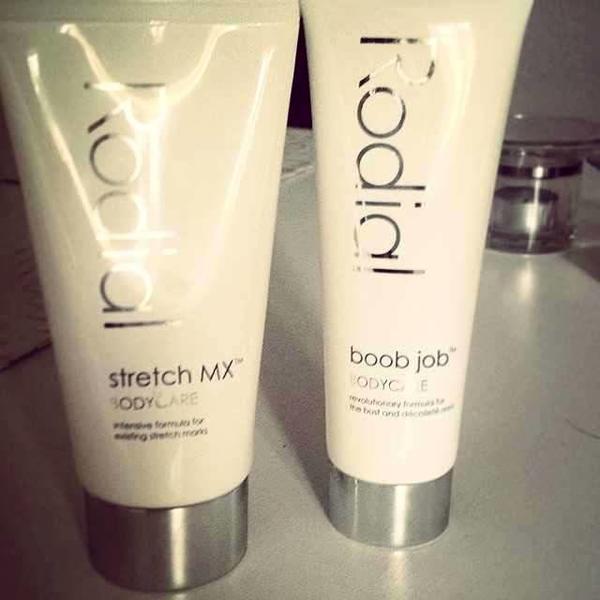 Rodial
stretch MX™
BODYCARE
intensive formula for
existing stretch marks
Rodial
boob job™
BODYCARE
revolutionary formula for
the bust and décolleté area